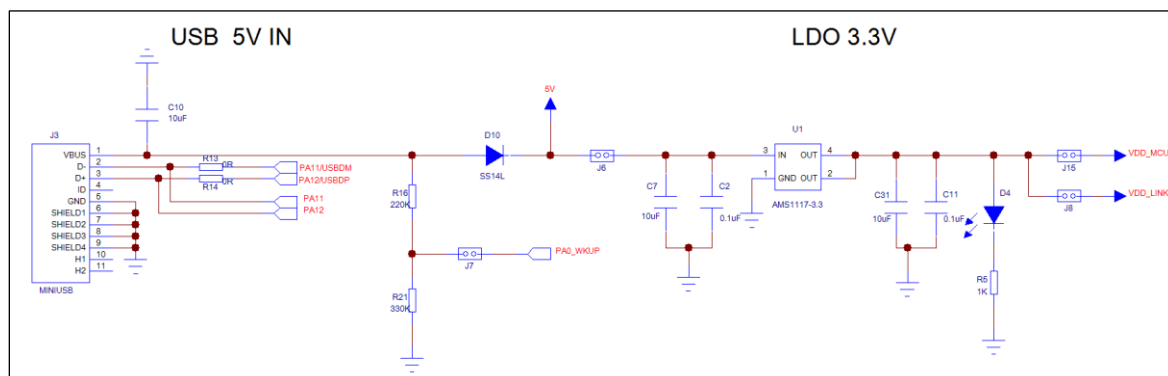 USB  5V IN
LDO 3.3V
C10
10uF
J3
VBUS 1
D- 2
D+ 3
ID 4
GND 5
SHIELD1 6
SHIELD2 7
SHIELD3 8
SHIELD4 9
H1 10
H2 11
MINIUSB
R13 0R
R14 0R
PA11/USBDM
PA12/USBDP
PA11
PA12
R16
220K
R21
330K
J7
PA0_WKUP
D10
SS14L
5V
J6
C7
10uF
C2
0.1uF
U1
3 IN OUT 4
1 GND OUT 2
AMS1117-3.3
C31
10uF
C11
0.1uF
D4
R5
1K
J15
VDD_MCU
J8
VDD_LINK